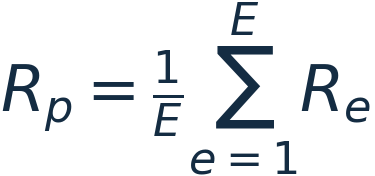 $R_p = \frac{1}{E} \sum_{e=1}^{E} R_e$